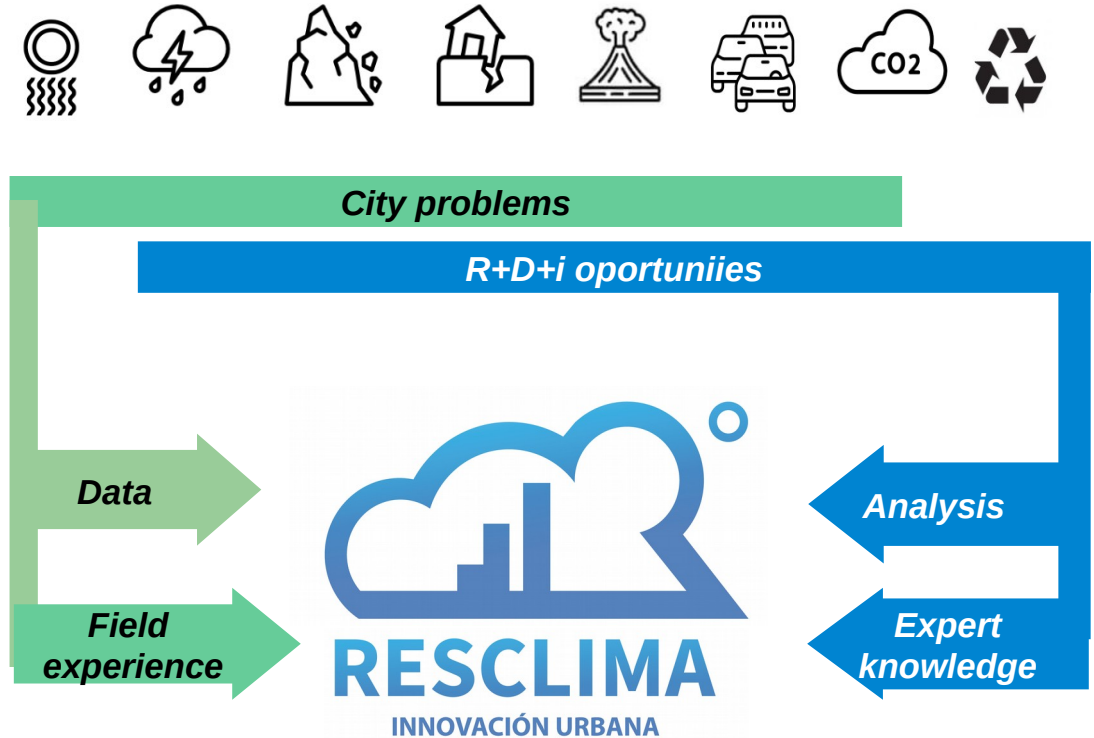 CO2
City problems
R+D+i oportuniies
Data
Analysis
Field
experience
Expert
knowledge
RESCLIMA
INNOVACIÓN URBANA